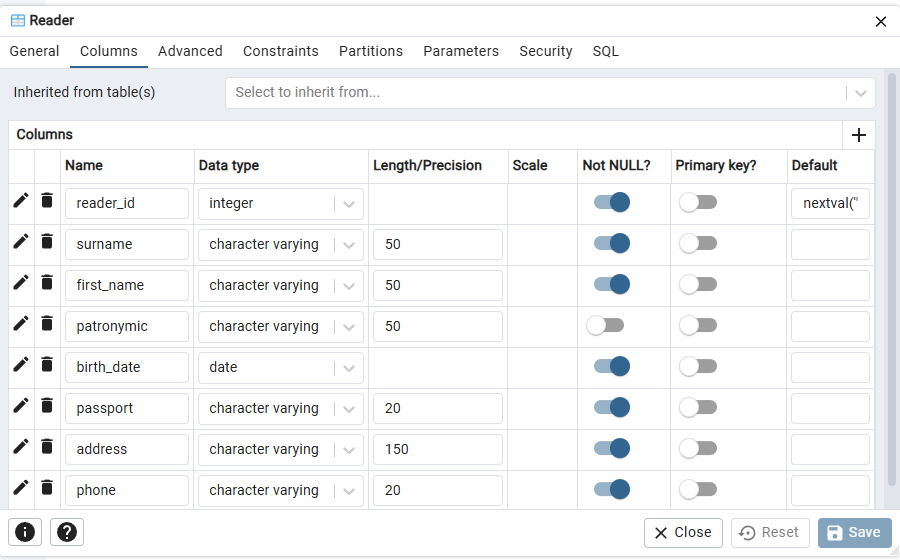 Reader
General Columns Advanced Constraints Partitions Parameters Security SQL
Inherited from table(s) Select to inherit from...
Columns
Name Data type Length/Precision Scale Not NULL? Primary key? Default
reader_id integer nextval('"
surname character varying 50
first_name character varying 50
patronymic character varying 50
birth_date date
passport character varying 20
address character varying 150
phone character varying 20
Close Reset Save